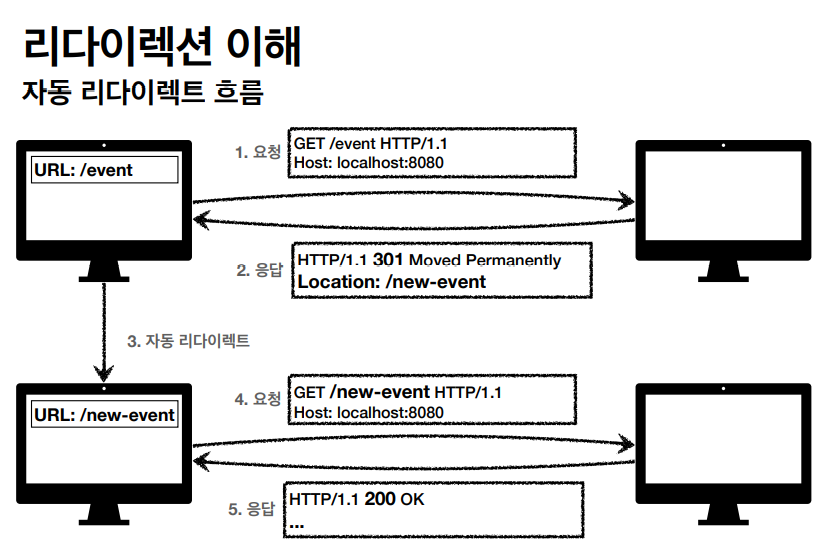 리다이렉션 이해
자동 리다이렉트 흐름
URL: /event
1. 요청
GET /event HTTP/1.1
Host: localhost:8080
2. 응답
HTTP/1.1 301 Moved Permanently
Location: /new-event
3. 자동 리다이렉트
URL: /new-event
4. 요청
GET /new-event HTTP/1.1
Host: localhost:8080
5. 응답
HTTP/1.1 200 OK
...